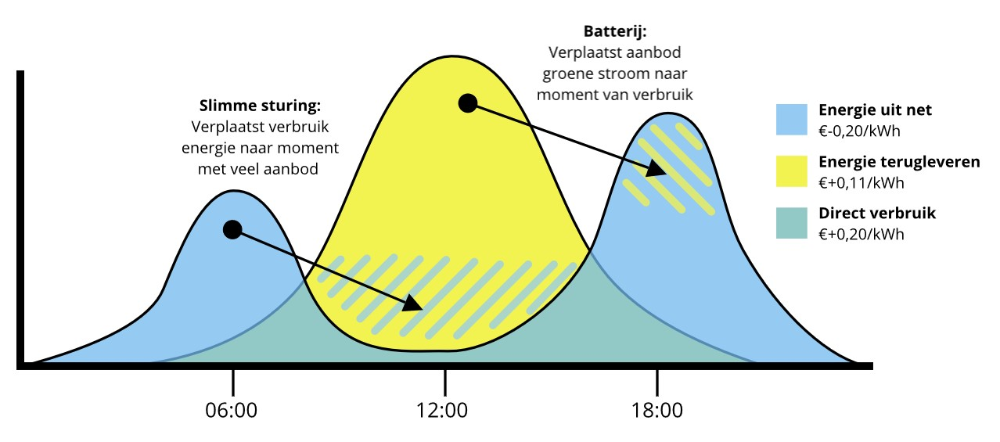 Batterij:
Verplaatst aanbod
groene stroom naar
moment van verbruik
Slimme sturing:
Verplaatst verbruik
energie naar moment
met veel aanbod
Energie uit net
€-0,20/kWh
Energie terugleveren
€+0,11/kWh
Direct verbruik
€+0,20/kWh
06:00
12:00
18:00